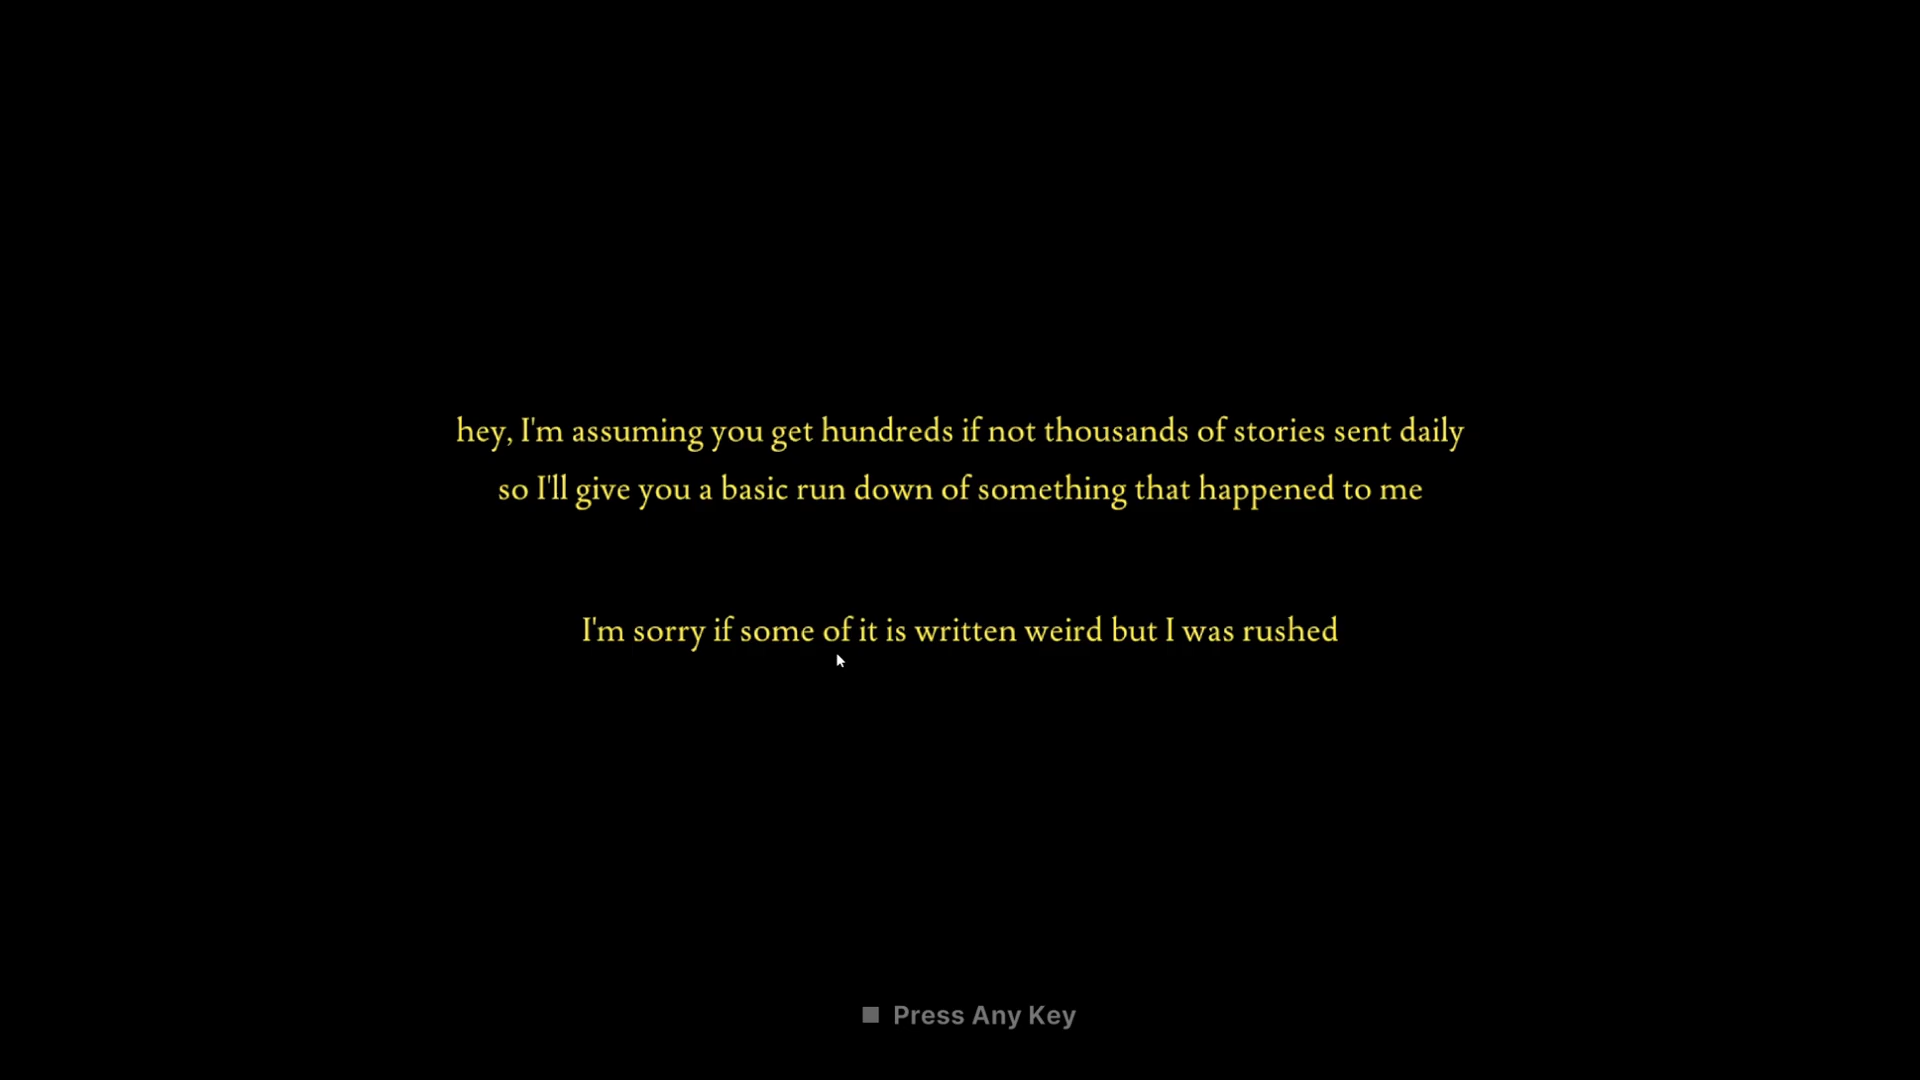 hey, I'm assuming you get hundreds if not thousands of stories sent daily
so I'll give you a basic run down of something that happened to me
I'm sorry if some of it is written weird but I was rushed
Press Any Key